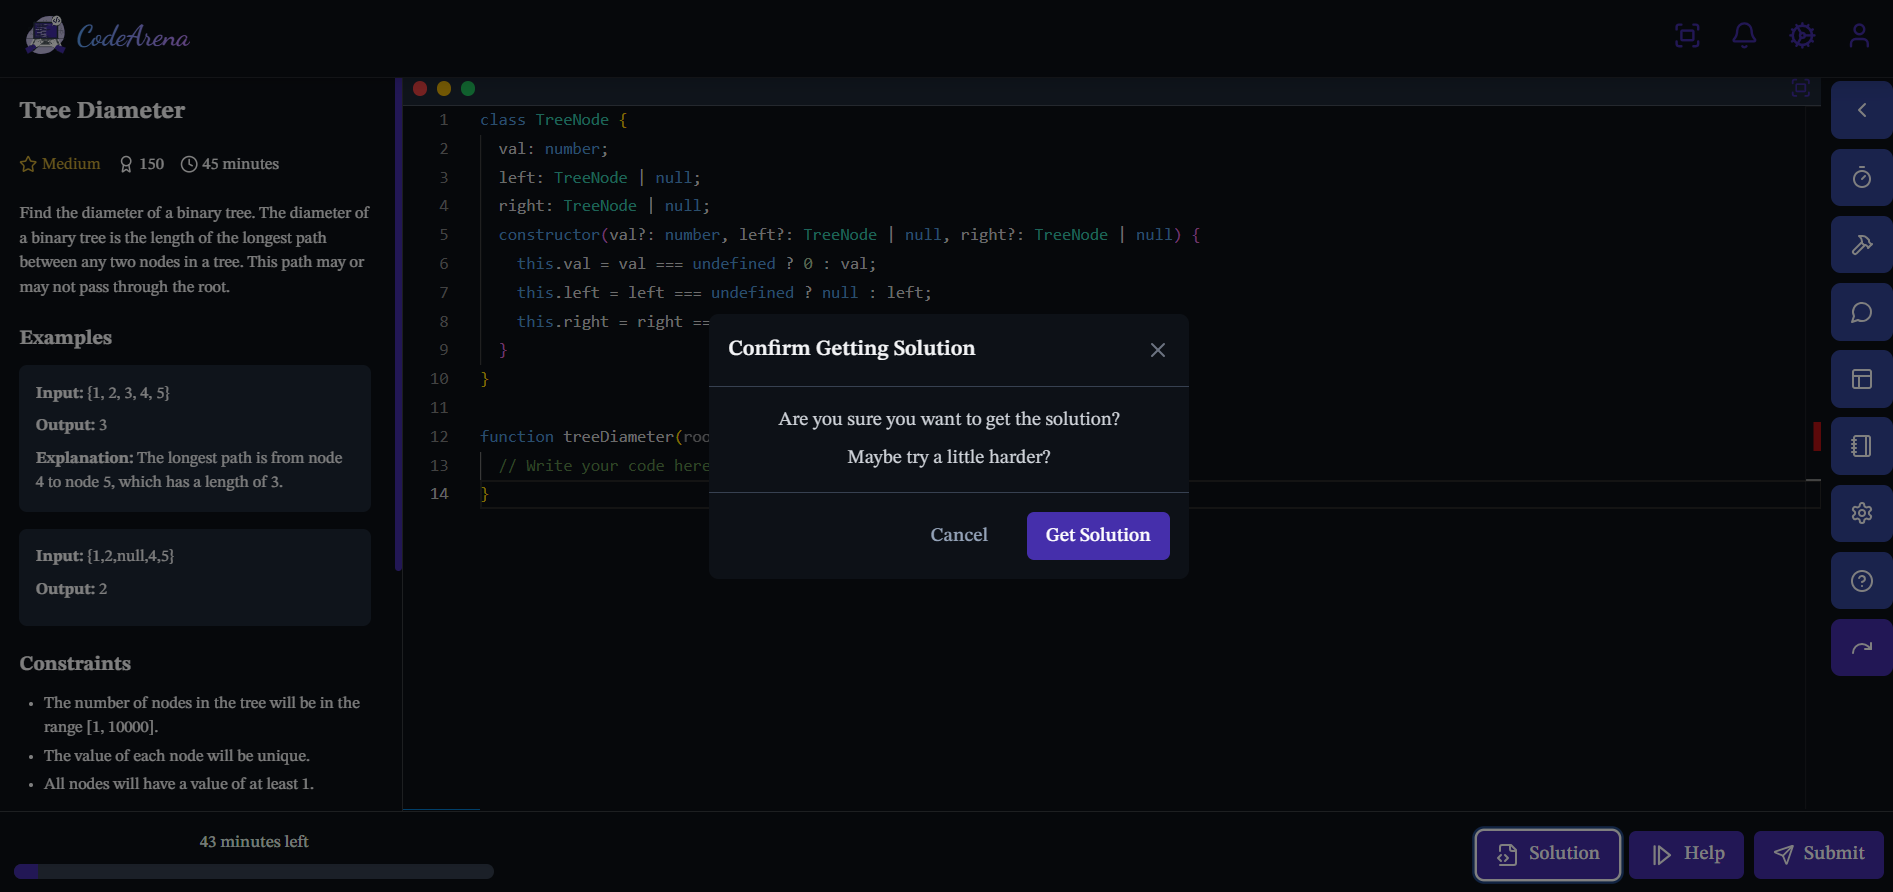 CodeArena
Tree Diameter
Medium 150 45 minutes
Find the diameter of a binary tree. The diameter of
a binary tree is the length of the longest path
between any two nodes in a tree. This path may or
may not pass through the root.
Examples
Input: {1, 2, 3, 4, 5}
Output: 3
Explanation: The longest path is from node
4 to node 5, which has a length of 3.
Input: {1,2,null,4,5}
Output: 2
Constraints
• The number of nodes in the tree will be in the
range [1, 10000].
• The value of each node will be unique.
• All nodes will have a value of at least 1.
1 class TreeNode {
2 val: number;
3 left: TreeNode | null;
4 right: TreeNode | null;
5 constructor(val?: number, left?: TreeNode | null, right?: TreeNode | null) {
6 this.val = val === undefined ? 0 : val;
7 this.left = left === undefined ? null : left;
8 this.right = right ==
9 }
10 }
11
12 function treeDiameter(roo
13 // Write your code here
14 }
Confirm Getting Solution
Are you sure you want to get the solution?
Maybe try a little harder?
Cancel Get Solution
43 minutes left
Solution Help Submit